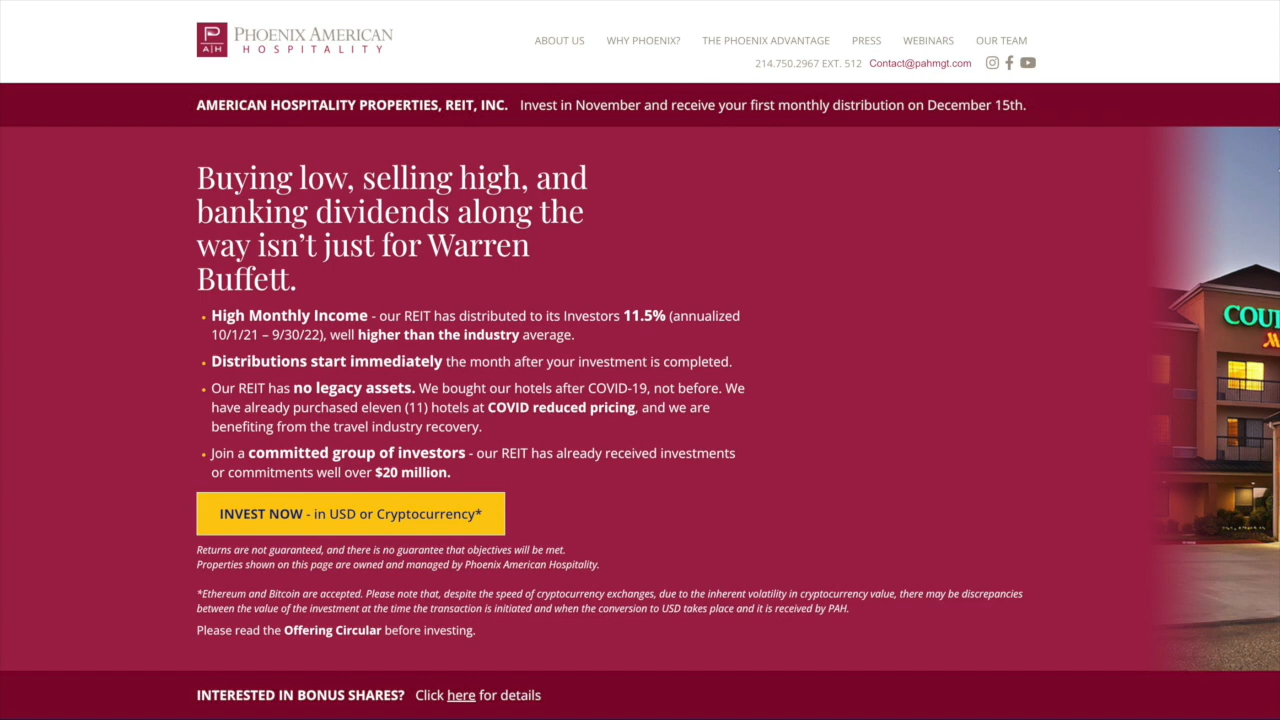 PHOENIX AMERICAN
HOSPITALITY
P
A|H
ABOUT US WHY PHOENIX? THE PHOENIX ADVANTAGE PRESS WEBINARS OUR TEAM
214.750.2967 EXT. 512 Contact@pahmgt.com
AMERICAN HOSPITALITY PROPERTIES, REIT, INC. Invest in November and receive your first monthly distribution on December 15th.
Buying low, selling high, and
banking dividends along the
way isn’t just for Warren
Buffett.
• High Monthly Income - our REIT has distributed to its Investors 11.5% (annualized
10/1/21 – 9/30/22), well higher than the industry average.
• Distributions start immediately the month after your investment is completed.
• Our REIT has no legacy assets. We bought our hotels after COVID-19, not before. We
have already purchased eleven (11) hotels at COVID reduced pricing, and we are
benefiting from the travel industry recovery.
• Join a committed group of investors - our REIT has already received investments
or commitments well over $20 million.
INVEST NOW - in USD or Cryptocurrency*
Returns are not guaranteed, and there is no guarantee that objectives will be met.
Properties shown on this page are owned and managed by Phoenix American Hospitality.
*Ethereum and Bitcoin are accepted. Please note that, despite the speed of cryptocurrency exchanges, due to the inherent volatility in cryptocurrency value, there may be discrepancies
between the value of the investment at the time the transaction is initiated and when the conversion to USD takes place and it is received by PAH.
Please read the Offering Circular before investing.
COU
INTERESTED IN BONUS SHARES? Click here for details